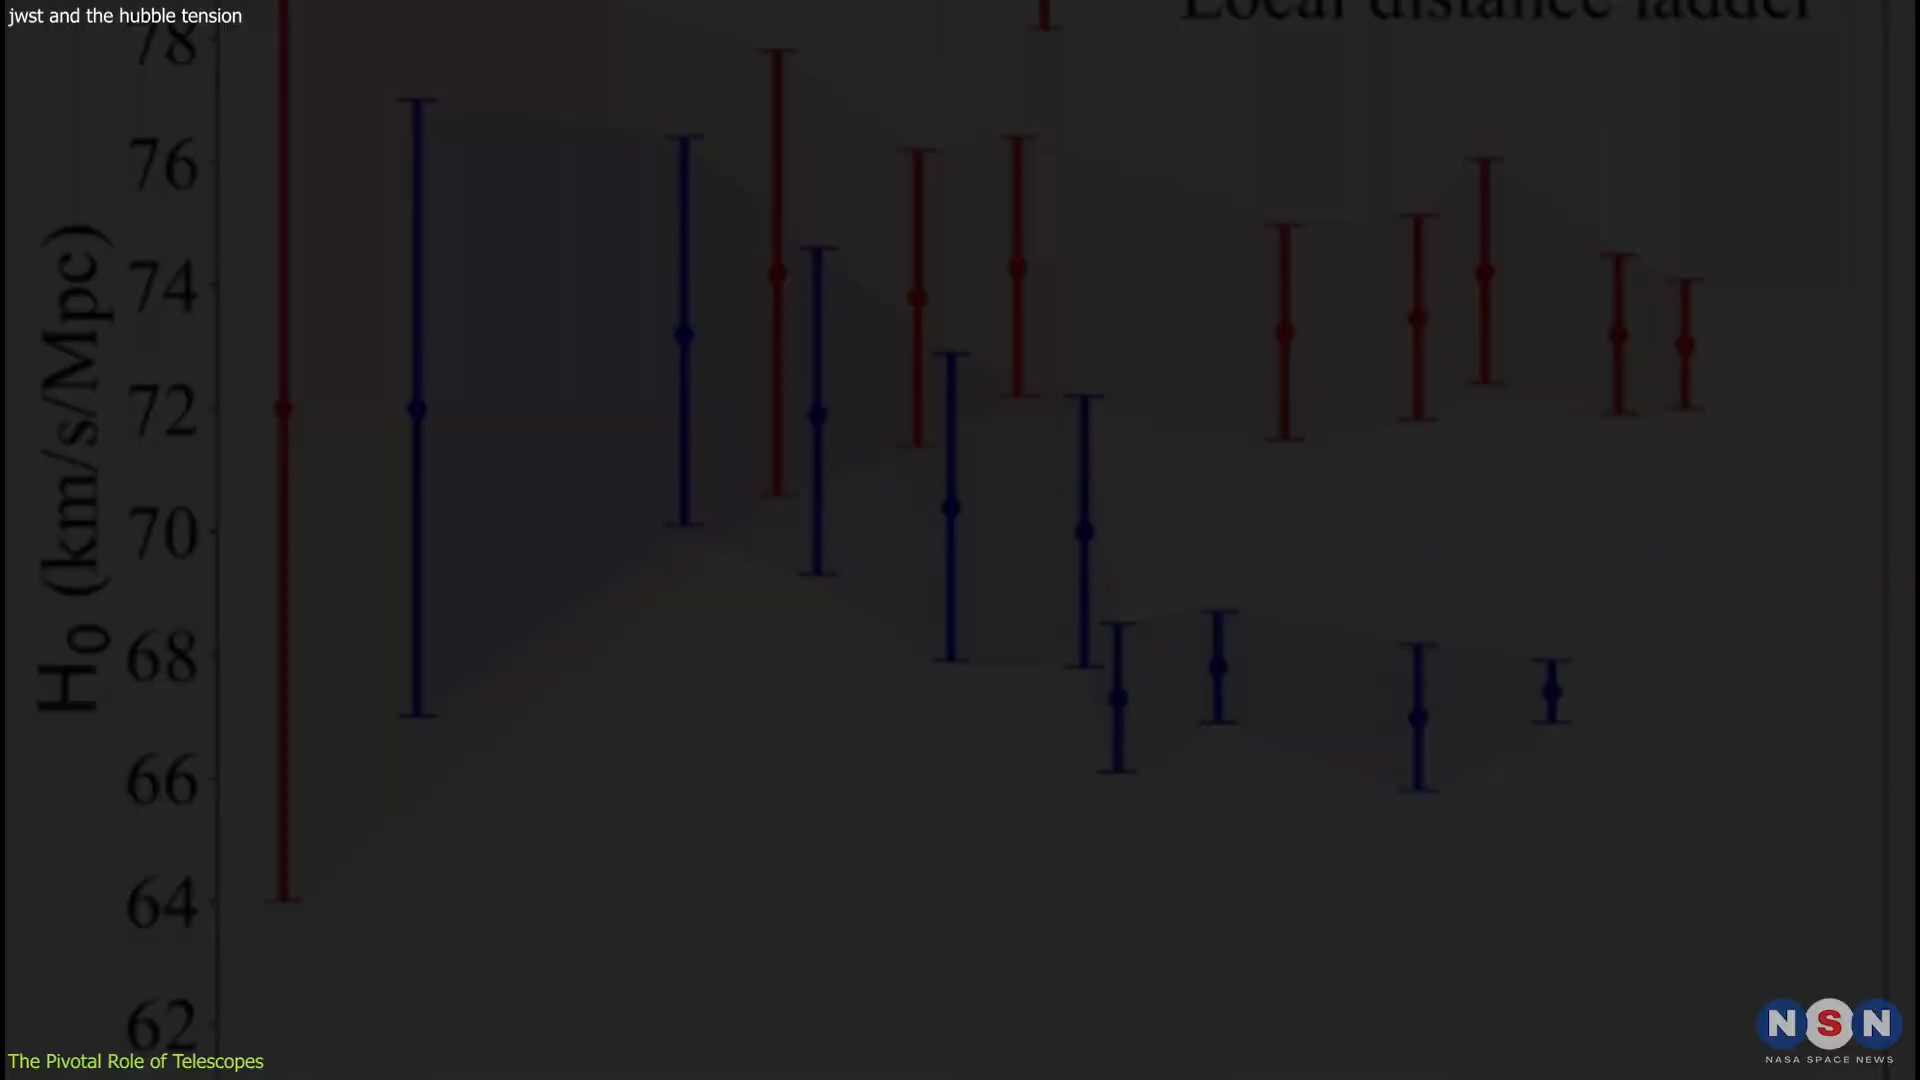 jwst and the hubble tension
Local distance ladder
78
76
74
72
70
68
66
64
62
H₀ (km/s/Mpc)
The Pivotal Role of Telescopes
NSN
NASA SPACE NEWS